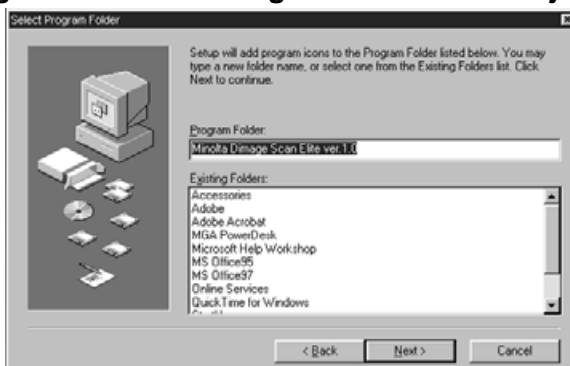 Select Program Folder
Setup will add program icons to the Program Folder listed below. You may
type a new folder name, or select one from the Existing Folders list. Click
Next to continue.
Program Folder:
Minolta Dimage Scan Elite ver.1.0
Existing Folders:
Accessories
Adobe
Adobe Acrobat
MGA PowerDesk
Microsoft Help Workshop
MS Office95
MS Office97
Online Services
QuickTime for Windows
< Back
Next >
Cancel